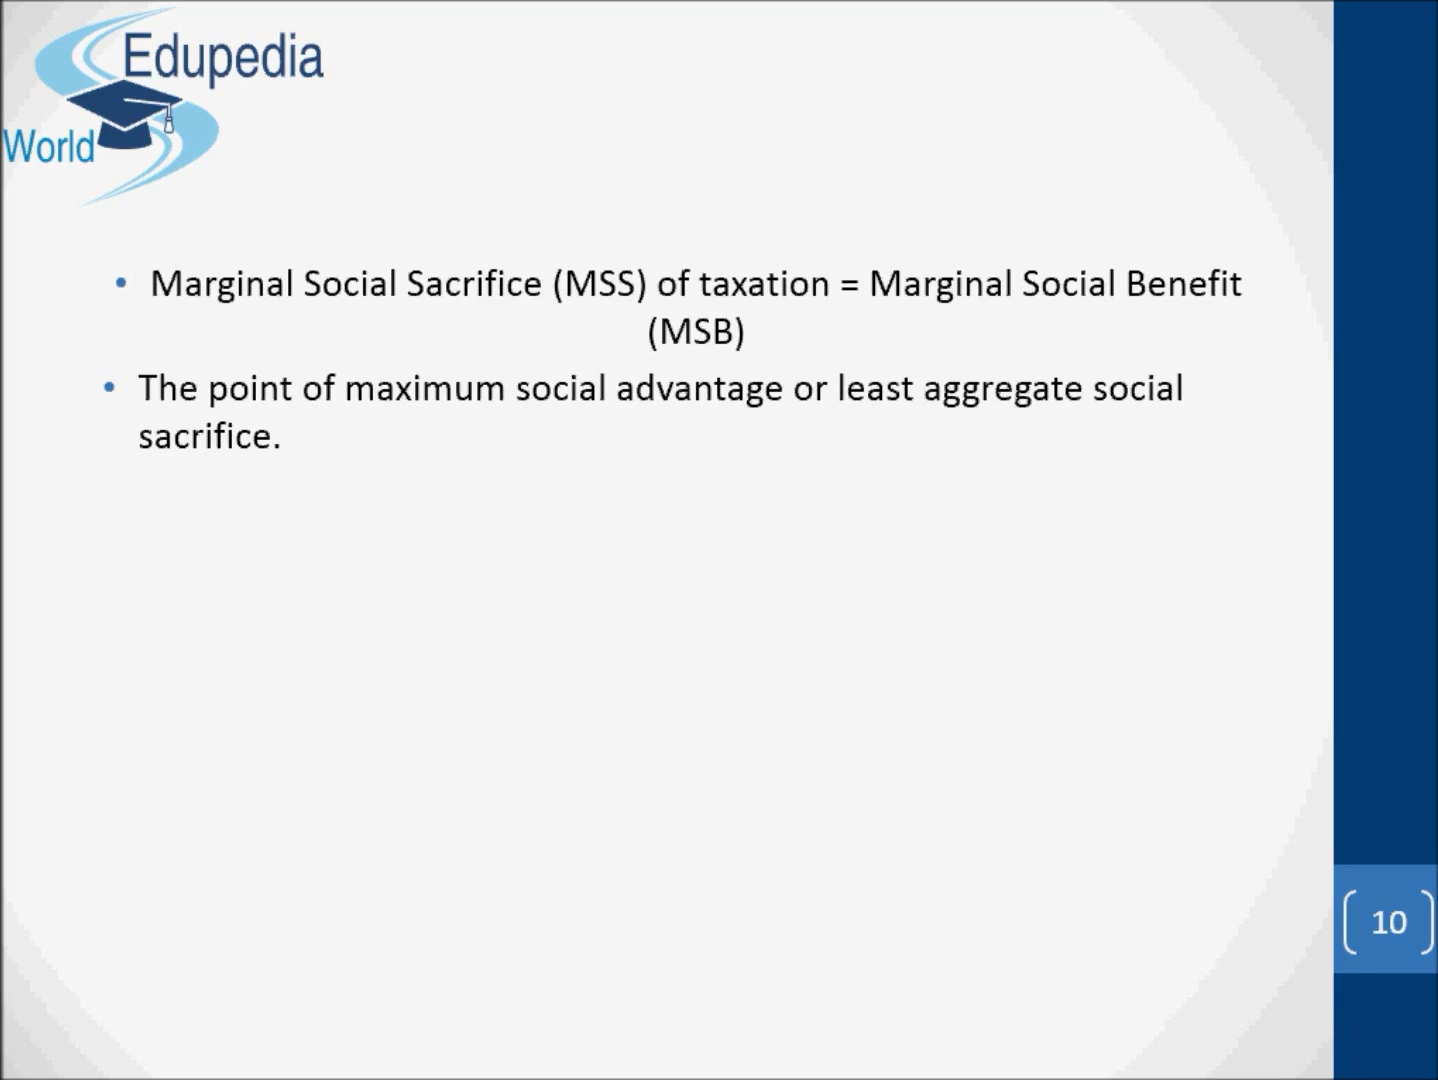 Edupedia
World
• Marginal Social Sacrifice (MSS) of taxation = Marginal Social Benefit
(MSB)
• The point of maximum social advantage or least aggregate social
sacrifice.
10